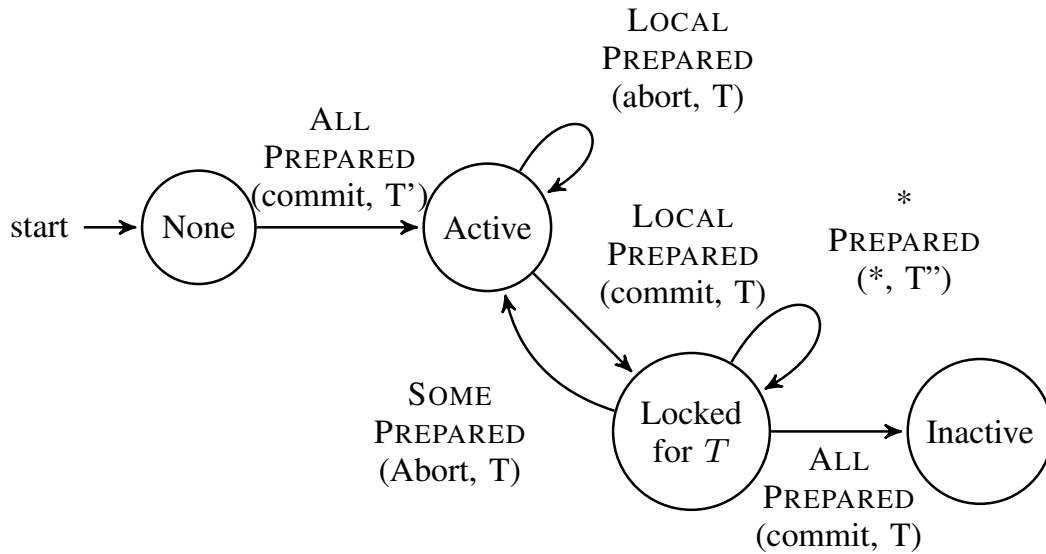 LOCAL
PREPARED
(abort, T)
ALL
PREPARED
(commit, T')
start
None
Active
LOCAL
PREPARED
(commit, T)
*
PREPARED
(*, T”)
SOME
PREPARED
(Abort, T)
Locked
for T
Inactive
ALL
PREPARED
(commit, T)